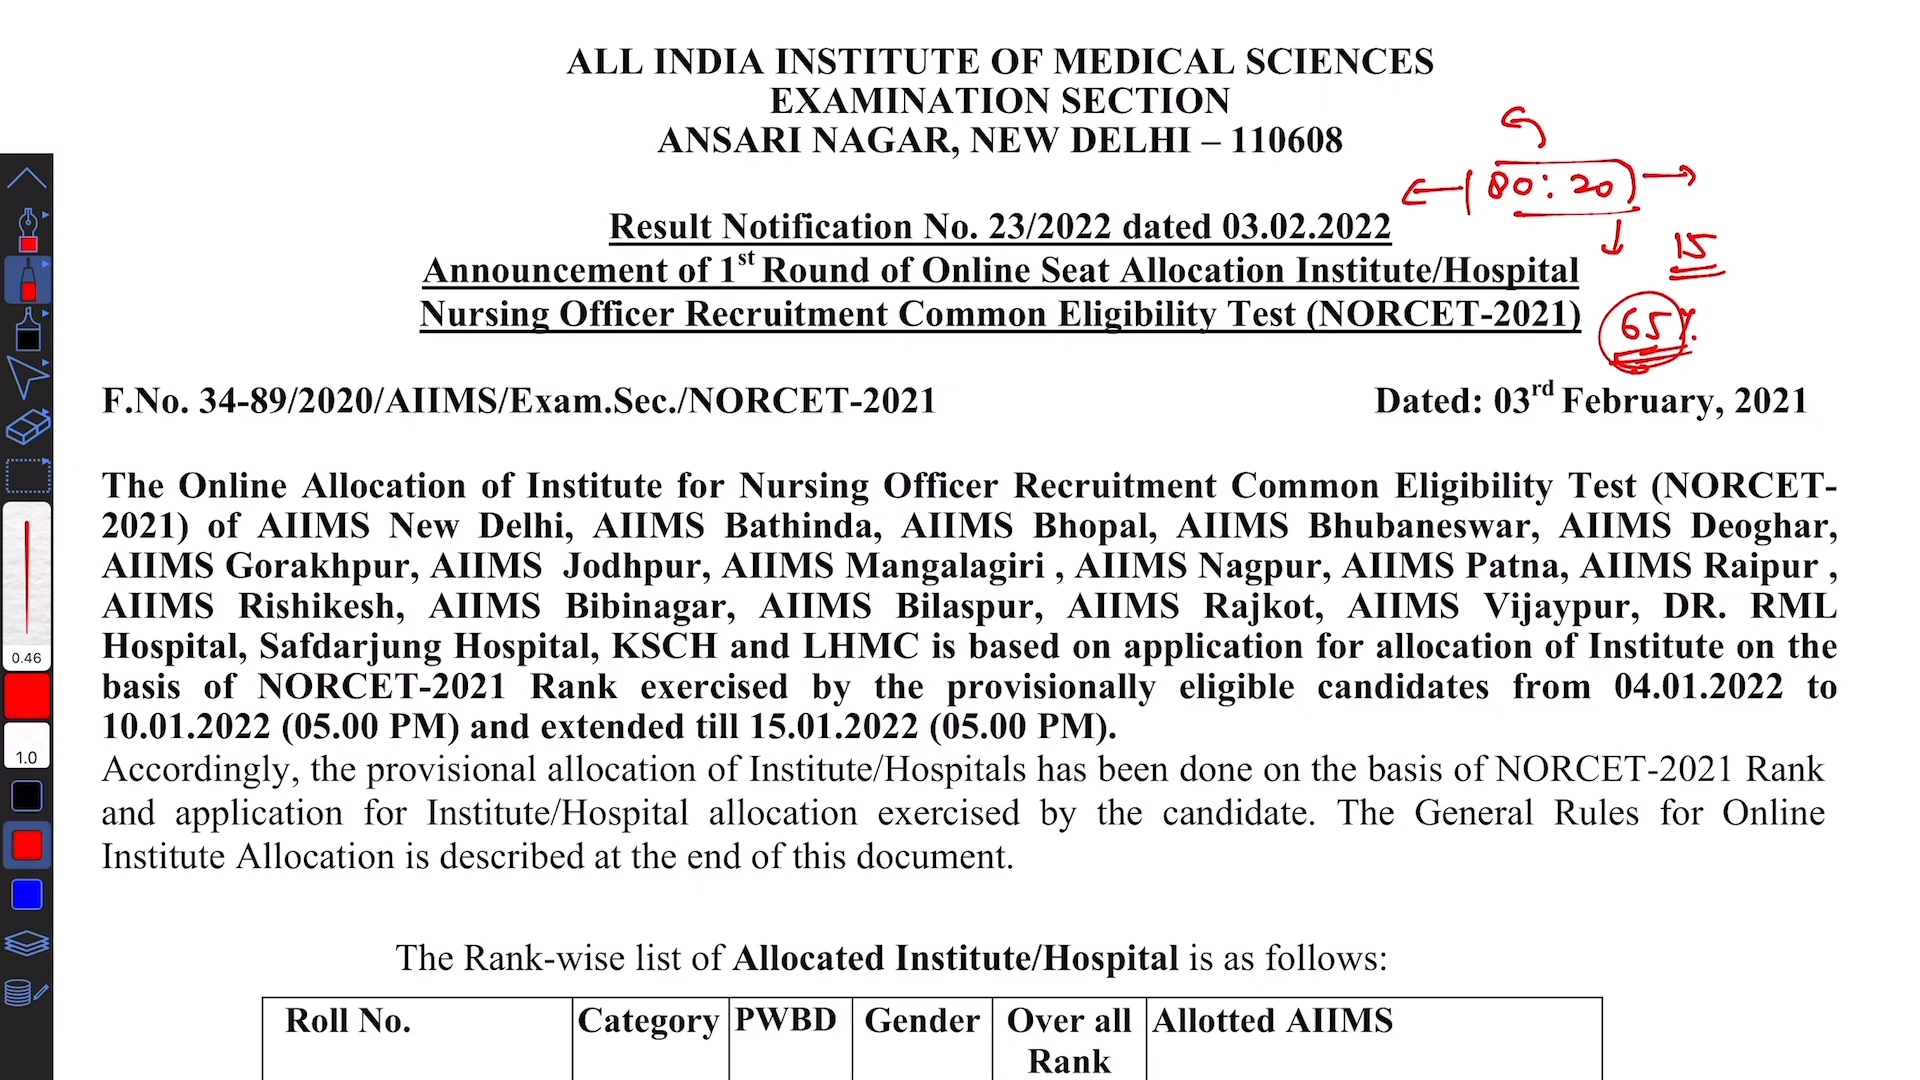 ALL INDIA INSTITUTE OF MEDICAL SCIENCES
EXAMINATION SECTION
ANSARI NAGAR, NEW DELHI – 110608
80:20
Result Notification No. 23/2022 dated 03.02.2022
15
Announcement of 1st Round of Online Seat Allocation Institute/Hospital
Nursing Officer Recruitment Common Eligibility Test (NORCET-2021)
65%
F.No. 34-89/2020/AIIMS/Exam.Sec./NORCET-2021 Dated: 03rd February, 2021
The Online Allocation of Institute for Nursing Officer Recruitment Common Eligibility Test (NORCET-
2021) of AIIMS New Delhi, AIIMS Bathinda, AIIMS Bhopal, AIIMS Bhubaneswar, AIIMS Deoghar,
AIIMS Gorakhpur, AIIMS Jodhpur, AIIMS Mangalagiri , AIIMS Nagpur, AIIMS Patna, AIIMS Raipur ,
AIIMS Rishikesh, AIIMS Bibinagar, AIIMS Bilaspur, AIIMS Rajkot, AIIMS Vijaypur, DR. RML
Hospital, Safdarjung Hospital, KSCH and LHMC is based on application for allocation of Institute on the
basis of NORCET-2021 Rank exercised by the provisionally eligible candidates from 04.01.2022 to
10.01.2022 (05.00 PM) and extended till 15.01.2022 (05.00 PM).
Accordingly, the provisional allocation of Institute/Hospitals has been done on the basis of NORCET-2021 Rank
and application for Institute/Hospital allocation exercised by the candidate. The General Rules for Online
Institute Allocation is described at the end of this document.
The Rank-wise list of Allocated Institute/Hospital is as follows:
Roll No. Category PWBD Gender Over all Allotted AIIMS
Rank
0.46
1.0